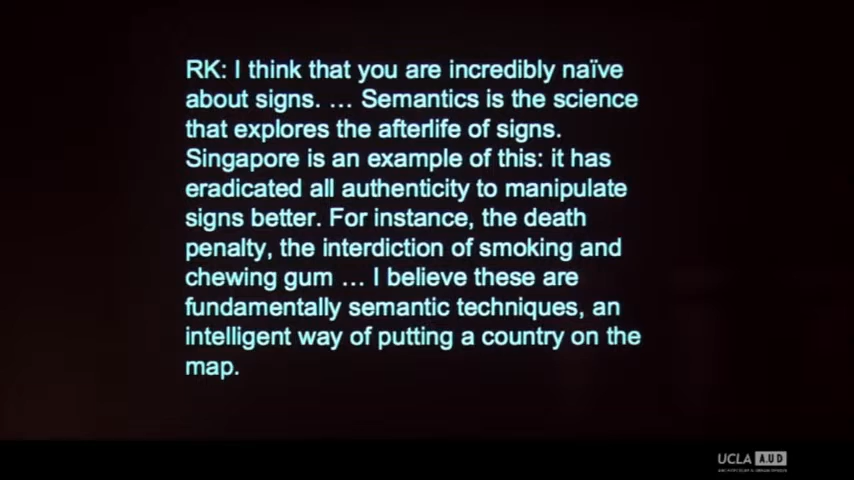 RK: I think that you are incredibly naïve
about signs. … Semantics is the science
that explores the afterlife of signs.
Singapore is an example of this: it has
eradicated all authenticity to manipulate
signs better. For instance, the death
penalty, the interdiction of smoking and
chewing gum … I believe these are
fundamentally semantic techniques, an
intelligent way of putting a country on the
map.
UCLA A.UD
ARCHITECTURE & URBAN DESIGN